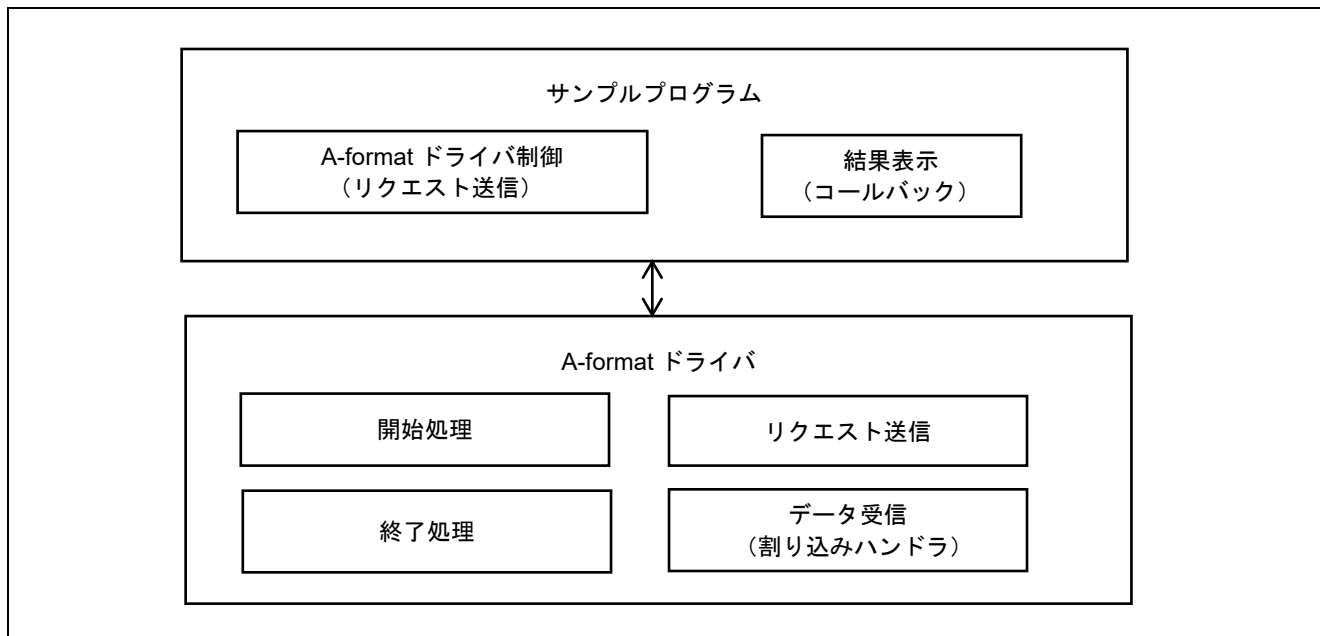 サンプルプログラム
A-format ドライバ制御
（リクエスト送信）
結果表示
（コールバック）
A-format ドライバ
開始処理
リクエスト送信
終了処理
データ受信
（割り込みハンドラ）